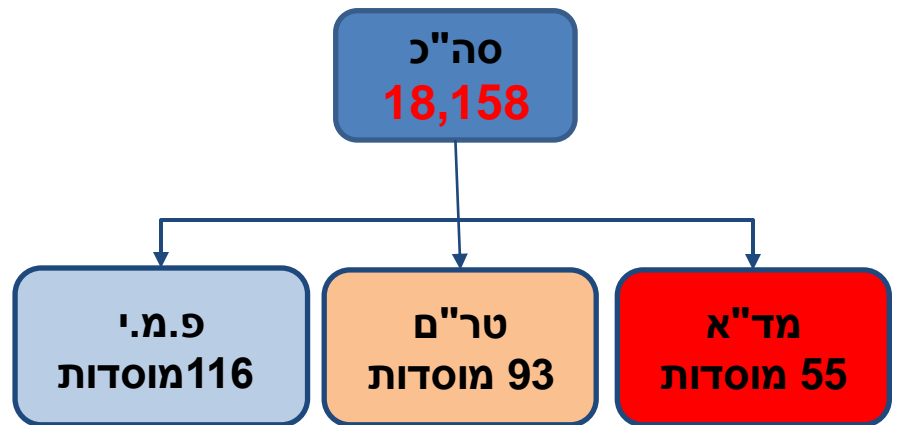 סה"כ
18,158
מד"א
55 מוסדות
טר"ם
93 מוסדות
פ.מ.י
116מוסדות